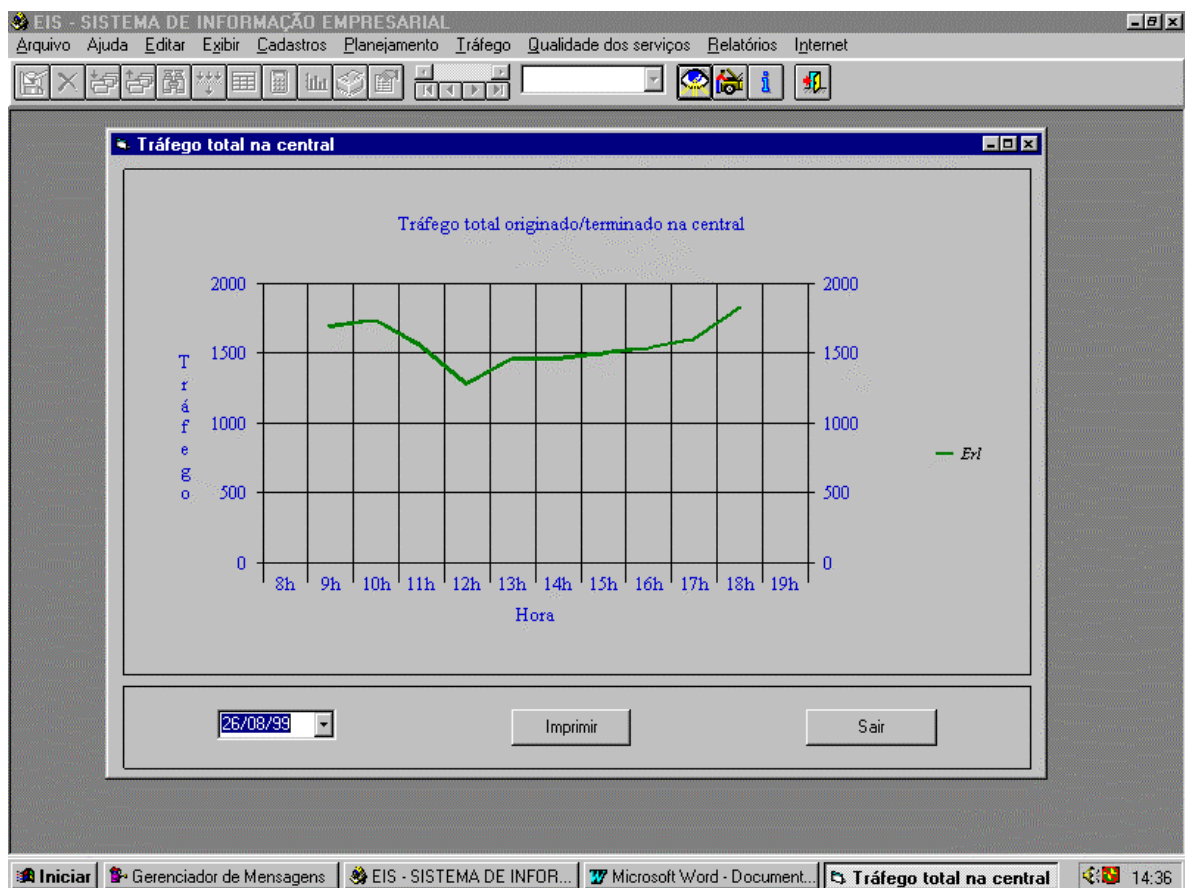 EIS - SISTEMA DE INFORMAÇÃO EMPRESARIAL
Arquivo Ajuda Editar Exibir Cadastros Planejamento Tráfego Qualidade dos serviços Relatórios Internet
Tráfego total na central
Tráfego total originado/terminado na central
2000 2000
1500 1500
1000 1000
500 500
0 0
Tráfego
Erl
8h 9h 10h 11h 12h 13h 14h 15h 16h 17h 18h 19h
Hora
26/08/99 Imprimir Sair
Iniciar Gerenciador de Mensagens EIS - SISTEMA DE INFOR... Microsoft Word - Document... Tráfego total na central 14:36